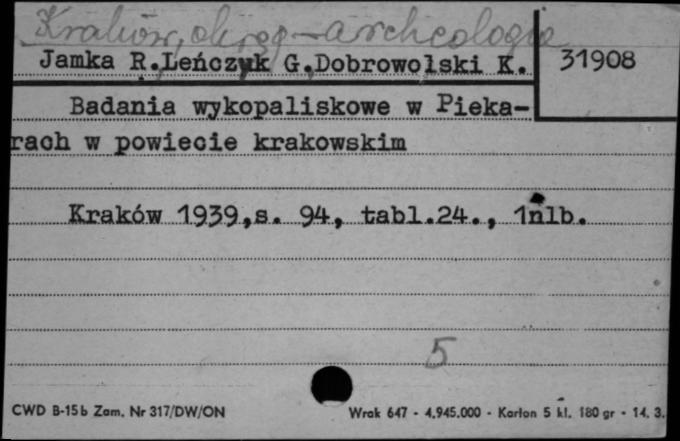 Kraków, okręg - archeologia
Jamka R.,Leńczyk G.,Dobrowolski K.
31908
Badania wykopaliskowe w Pieka-
rach w powiecie krakowskim
Kraków 1939,s. 94, tabl.24., 1nlb.
5
CWD B-15b Zam. Nr 317/DW/ON
Wrak 647 - 4.945.000 - Karton 5 kl. 180 gr - 14. 3.